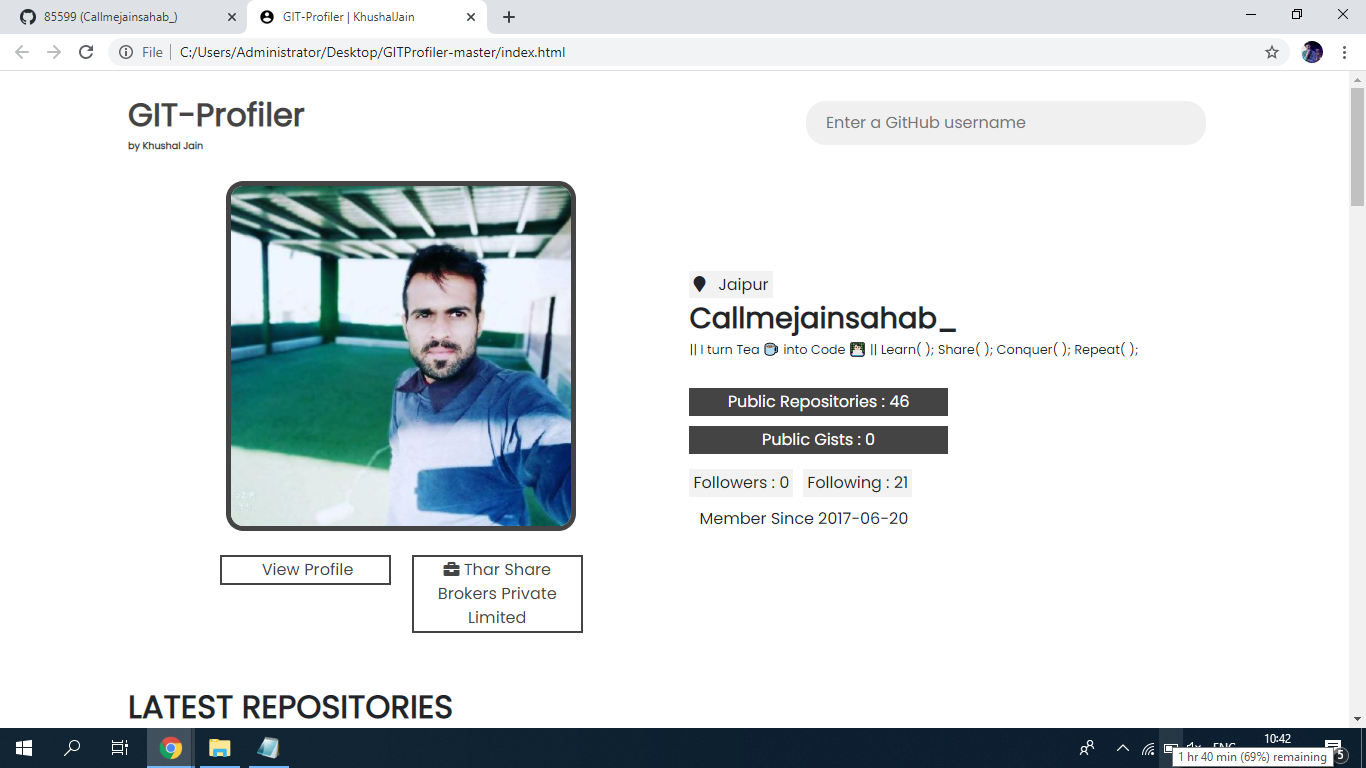 85599 (Callmejainsahab_)
GIT-Profiler | KhushalJain
File
C:/Users/Administrator/Desktop/GITProfiler-master/index.html
GIT-Profiler
by Khushal Jain
Enter a GitHub username
Jaipur
Callmejainsahab_
|| I turn Tea into Code || Learn( ); Share( ); Conquer( ); Repeat( );
Public Repositories : 46
Public Gists : 0
Followers : 0
Following : 21
Member Since 2017-06-20
View Profile
Thar Share
Brokers Private
Limited
LATEST REPOSITORIES
10:42
1 hr 40 min (69%) remaining
5